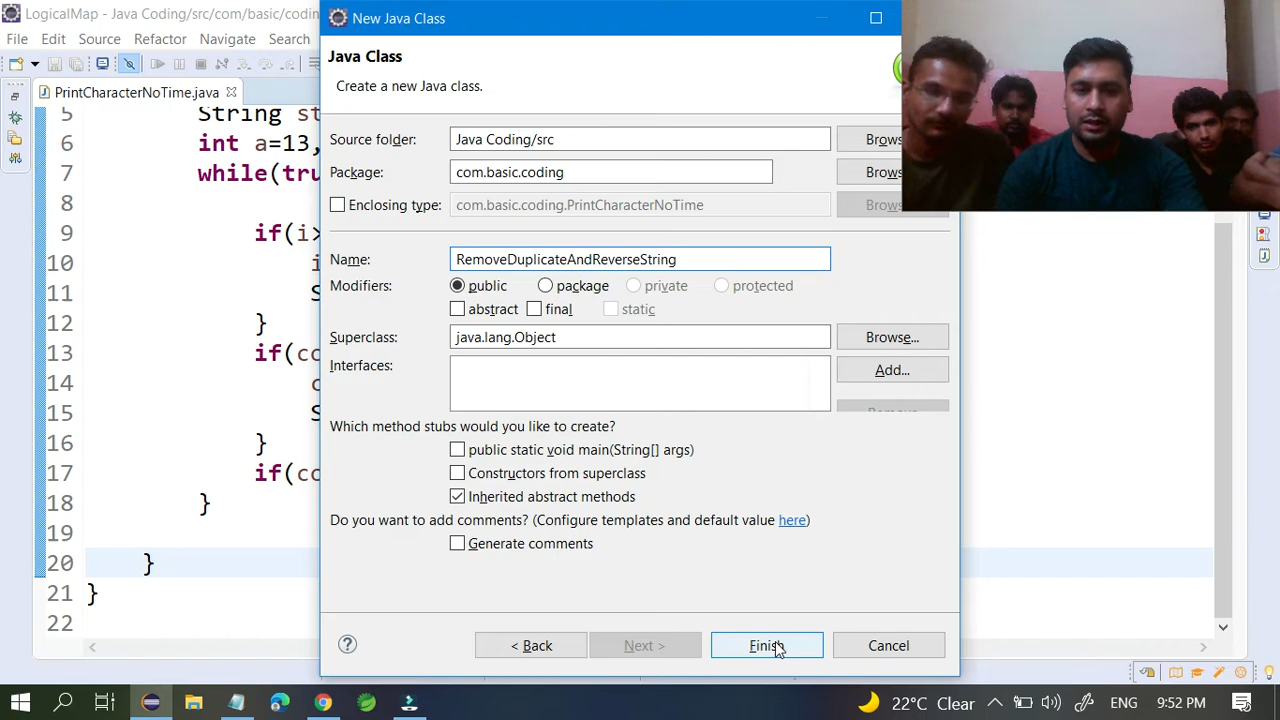 LogicalMap - Java Coding/src/com/basic/coding
New Java Class
File Edit Source Refactor Navigate Search
Java Class
Create a new Java class.
PrintCharacterNoTime.java
5 String
6 int a=13,
7 while(
8
9 if(i>
10
11
12 }
13 if(
14
15
16 }
17 if(
18 }
19
20 }
21 }
22
Source folder: Java Coding/src
Package: com.basic.coding
Enclosing type: com.basic.coding.PrintCharacterNoTime
Name: RemoveDuplicateAndReverseString
Modifiers: public package private protected
abstract final static
Superclass: java.lang.Object Browse...
Interfaces: Add...
Which method stubs would you like to create?
public static void main(String[] args)
Constructors from superclass
Inherited abstract methods
Do you want to add comments? (Configure templates and default value here)
Generate comments
< Back Next > Finish Cancel
22°C Clear ENG 9:52 PM